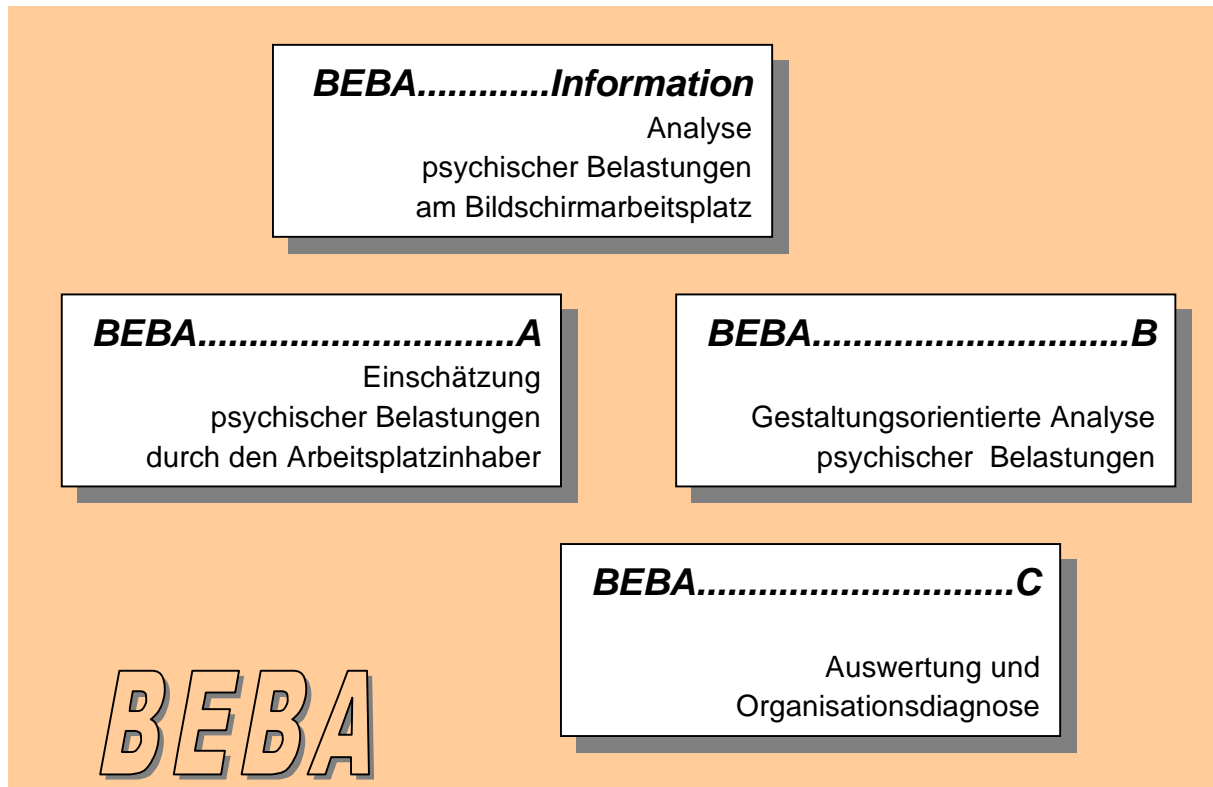 BEBA.............Information
Analyse
psychischer Belastungen
am Bildschirmarbeitsplatz
BEBA...............................A
Einschätzung
psychischer Belastungen
durch den Arbeitsplatzinhaber
BEBA...............................B
Gestaltungsorientierte Analyse
psychischer Belastungen
BEBA...............................C
Auswertung und
Organisationsdiagnose
BEBA